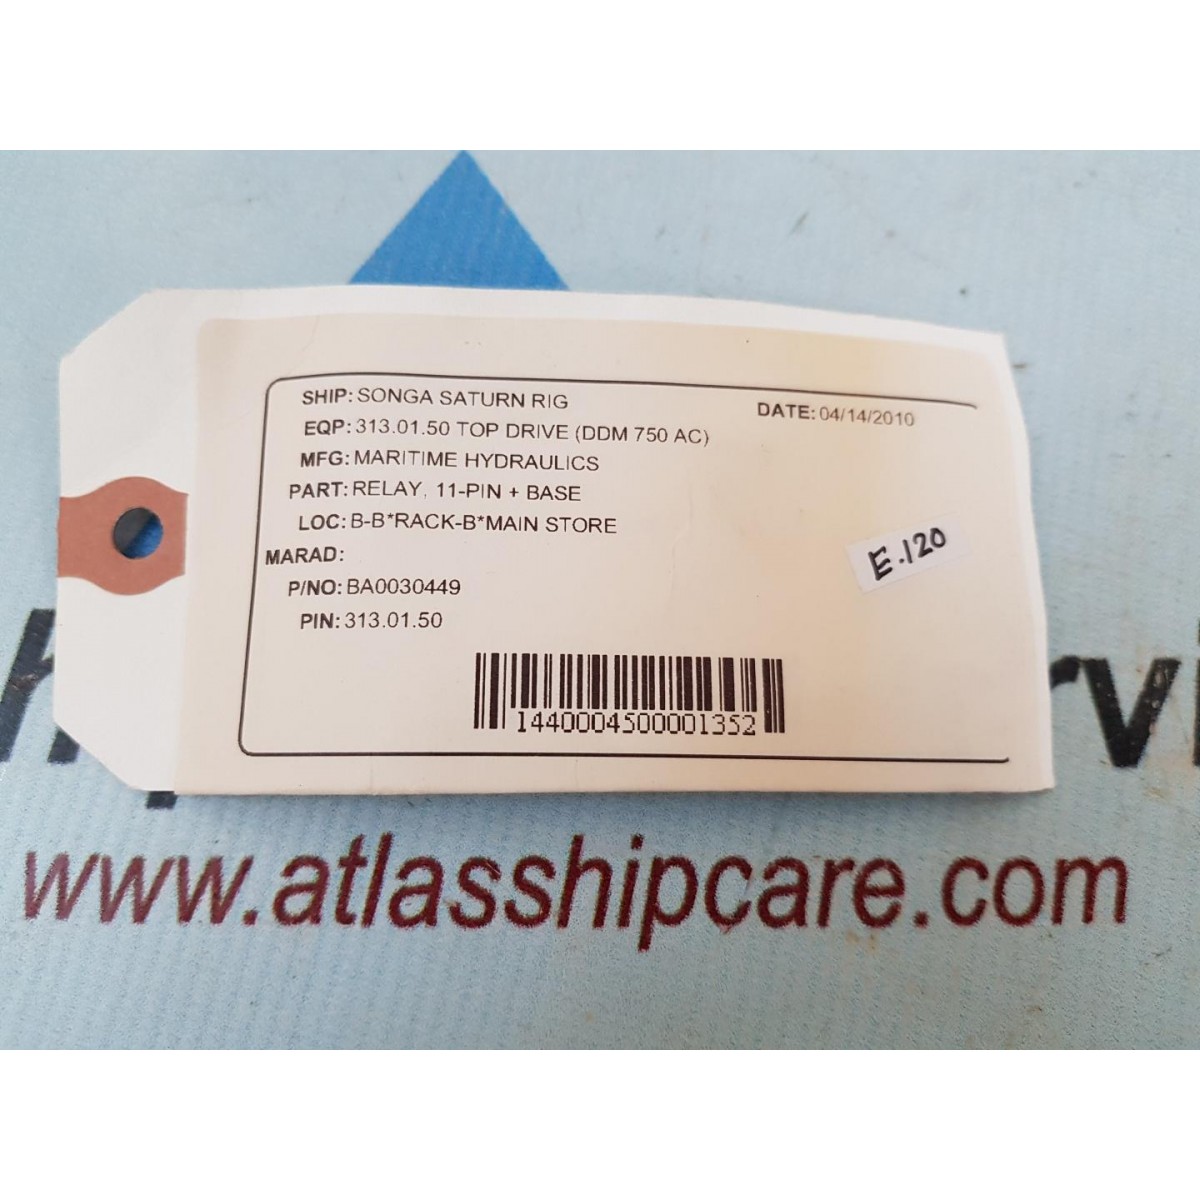 SHIP: SONGA SATURN RIG
DATE: 04/14/2010
EQP: 313.01.50 TOP DRIVE (DDM 750 AC)
MFG: MARITIME HYDRAULICS
PART: RELAY, 11-PIN + BASE
LOC: B-B*RACK-B*MAIN STORE
MARAD:
P/NO: BA0030449
PIN: 313.01.50
E.120
1440004500001352
www.atlasshipcare.com